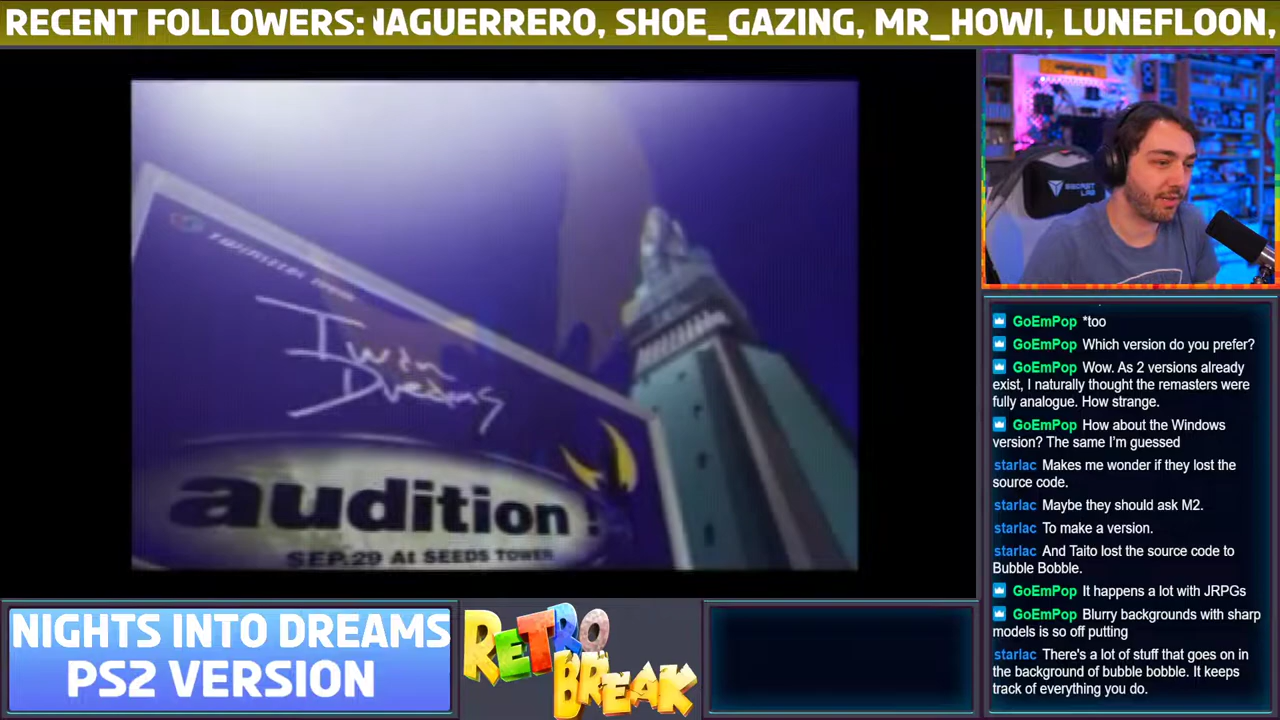 RECENT FOLLOWERS: NAGUERRERO, SHOE_GAZING, MR_HOWI, LUNEFLOON,
Twin
Dreams
audition!
SEP.29 At SEEDS TOWER
SECRET
LAB
GoEmPop *too
GoEmPop Which version do you prefer?
GoEmPop Wow. As 2 versions already
exist, I naturally thought the remasters were
fully analogue. How strange.
GoEmPop How about the Windows
version? The same I'm guessed
starlac Makes me wonder if they lost the
source code.
starlac Maybe they should ask M2.
starlac To make a version.
starlac And Taito lost the source code to
Bubble Bobble.
GoEmPop It happens a lot with JRPGs
GoEmPop Blurry backgrounds with sharp
models is so off putting
starlac There's a lot of stuff that goes on in
the background of bubble bobble. It keeps
track of everything you do.
NIGHTS INTO DREAMS
PS2 VERSION
RETRO
BREAK